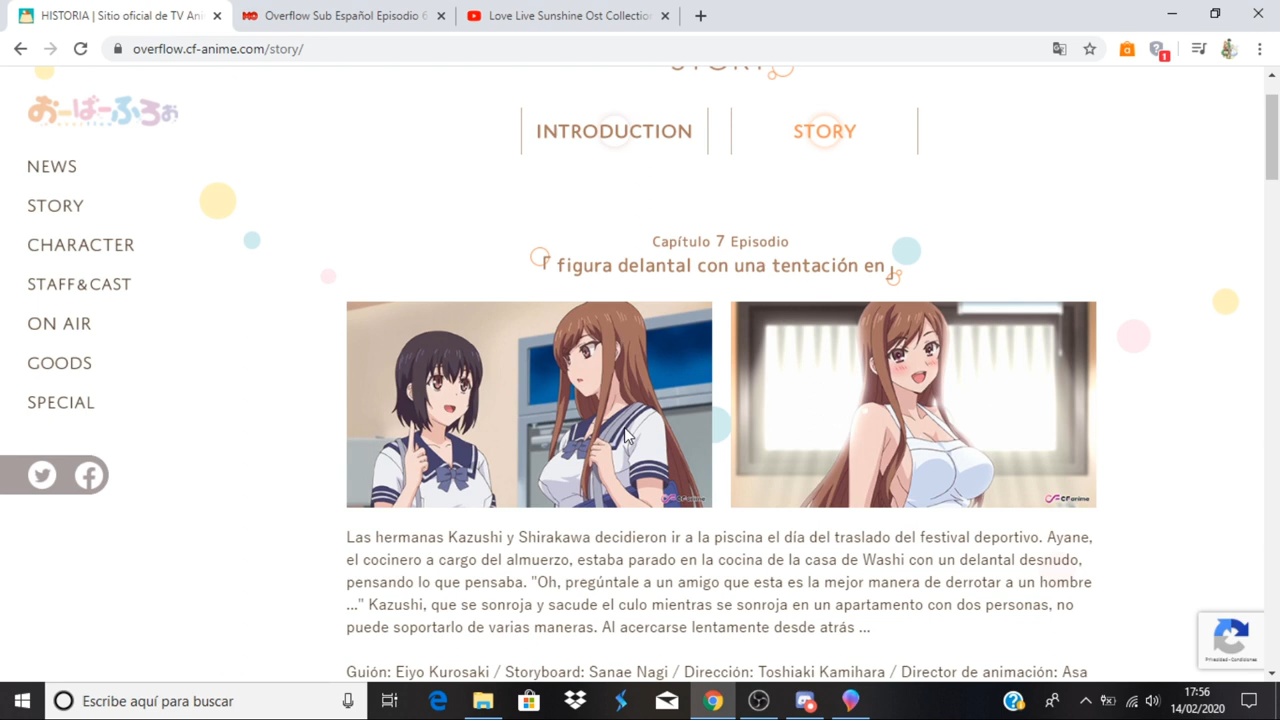 HISTORIA | Sitio oficial de TV Ani
Overflow Sub Español Episodio 6
Love Live Sunshine Ost Collection
overflow.cf-anime.com/story/
1
STORY
おーばーふろぉ
INTRODUCTION
STORY
NEWS
STORY
CHARACTER
STAFF&CAST
ON AIR
GOODS
SPECIAL
Capítulo 7 Episodio
「figura delantal con una tentación en」
CFanime
CFanime
Las hermanas Kazushi y Shirakawa decidieron ir a la piscina el día del traslado del festival deportivo. Ayane,
el cocinero a cargo del almuerzo, estaba parado en la cocina de la casa de Washi con un delantal desnudo,
pensando lo que pensaba. "Oh, pregúntale a un amigo que esta es la mejor manera de derrotar a un hombre
..." Kazushi, que se sonroja y sacude el culo mientras se sonroja en un apartamento con dos personas, no
puede soportarlo de varias maneras. Al acercarse lentamente desde atrás ...
Privacidad - Condiciones
Guión: Eiyo Kurosaki / Storyboard: Sanae Nagi / Dirección: Toshiaki Kamihara / Director de animación: Asa
Escribe aquí para buscar
17:56
14/02/2020